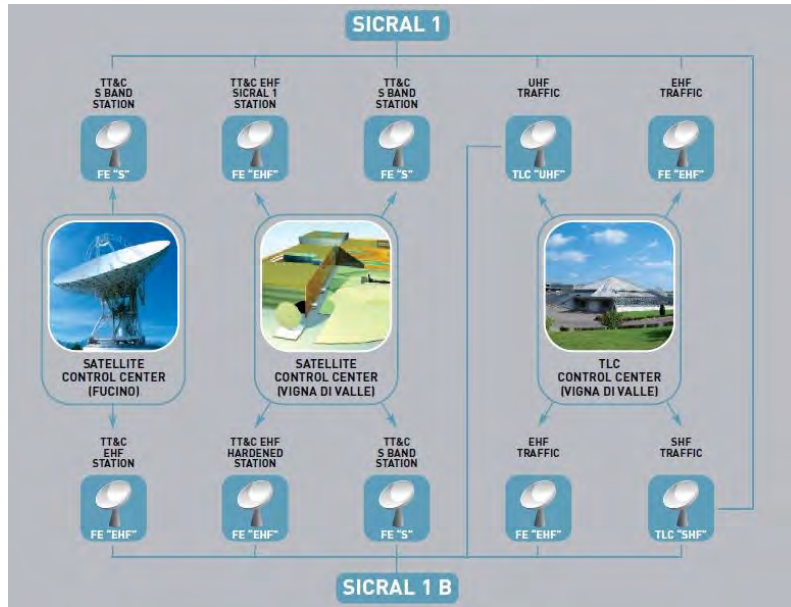 SICRAL 1
TT&C
S BAND
STATION
FE "S"
TT&C EHF
SICRAL 1
STATION
FE "EHF"
TT&C
S BAND
STATION
FE "S"
UHF
TRAFFIC
TLC "UHF"
EHF
TRAFFIC
FE "EHF"
SATELLITE
CONTROL CENTER
(FUCINO)
SATELLITE
CONTROL CENTER
(VIGNA DI VALLE)
TLC
CONTROL CENTER
(VIGNA DI VALLE)
TT&C
EHF
STATION
FE "EHF"
TT&C EHF
HARDENED
STATION
FE "EHF"
TT&C
S BAND
STATION
FE "S"
EHF
TRAFFIC
FE "EHF"
SHF
TRAFFIC
TLC "SHF"
SICRAL 1 B